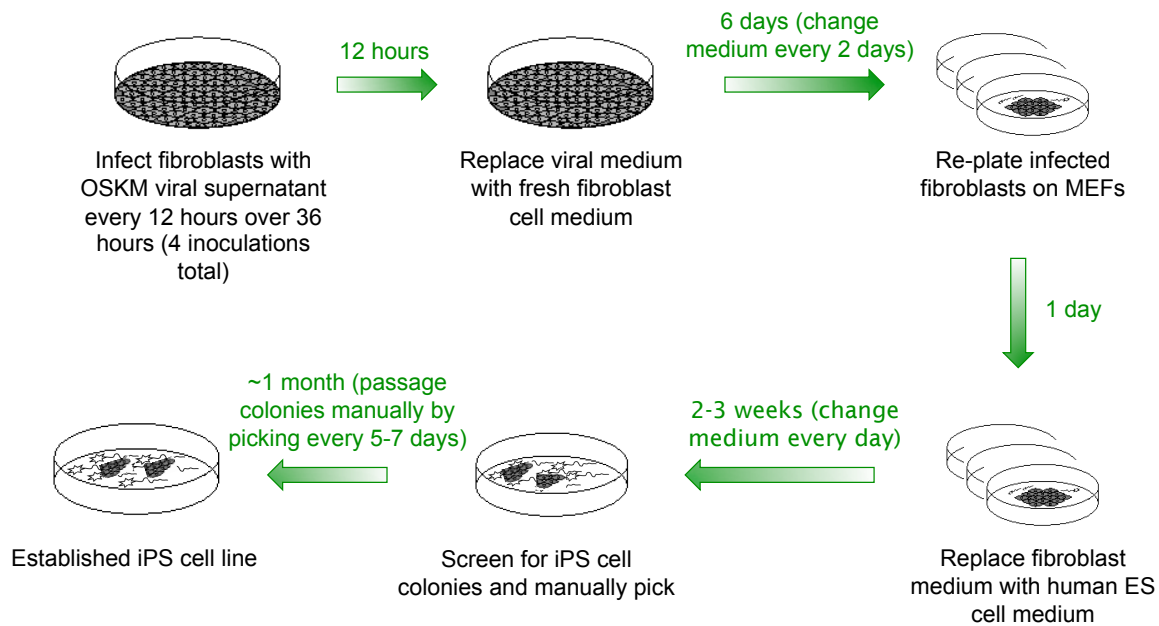 12 hours
6 days (change
medium every 2 days)
Infect fibroblasts with
OSKM viral supernatant
every 12 hours over 36
hours (4 inoculations
total)
Replace viral medium
with fresh fibroblast
cell medium
Re-plate infected
fibroblasts on MEFs
1 day
~1 month (passage
colonies manually by
picking every 5-7 days)
2-3 weeks (change
medium every day)
Established iPS cell line
Screen for iPS cell
colonies and manually pick
Replace fibroblast
medium with human ES
cell medium